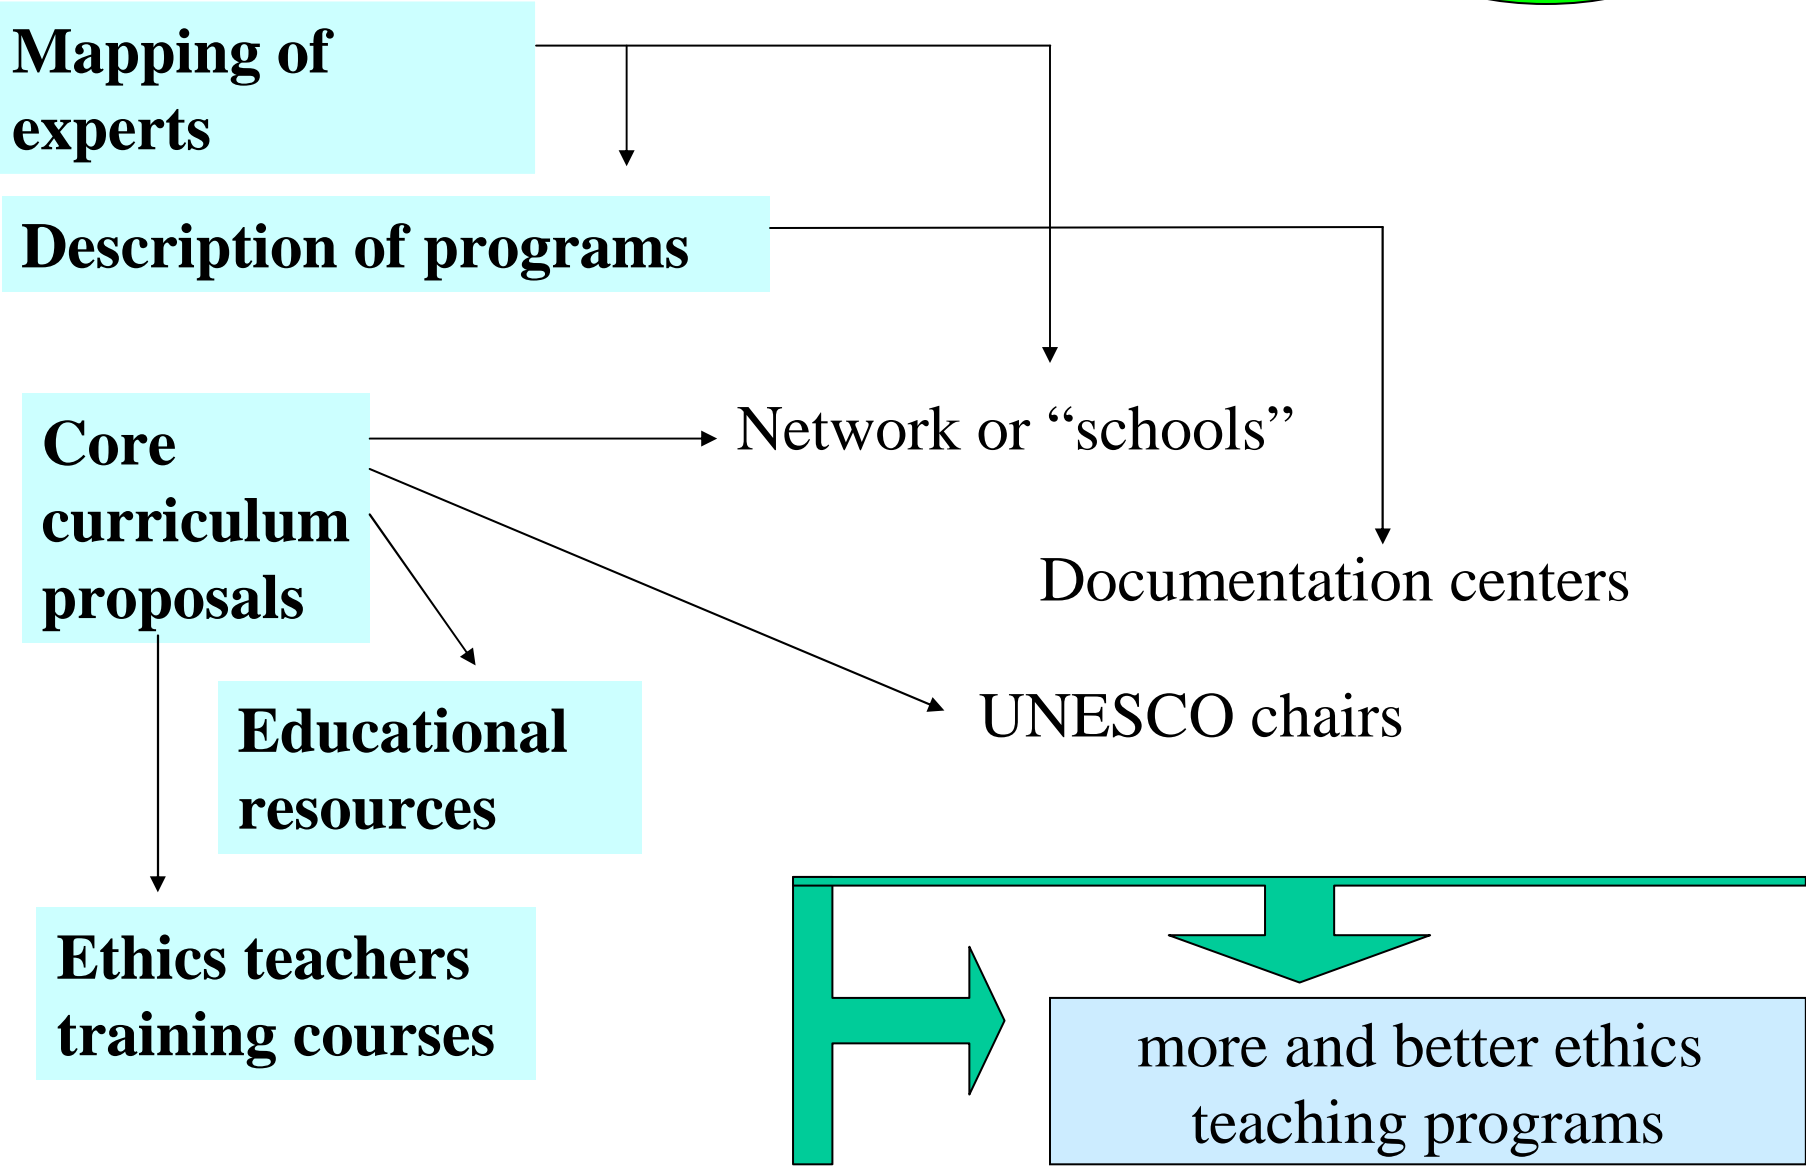 Mapping of
experts
Description of programs
Core
curriculum
proposals
Network or “schools”
Documentation centers
UNESCO chairs
Educational
resources
Ethics teachers
training courses
more and better ethics
teaching programs